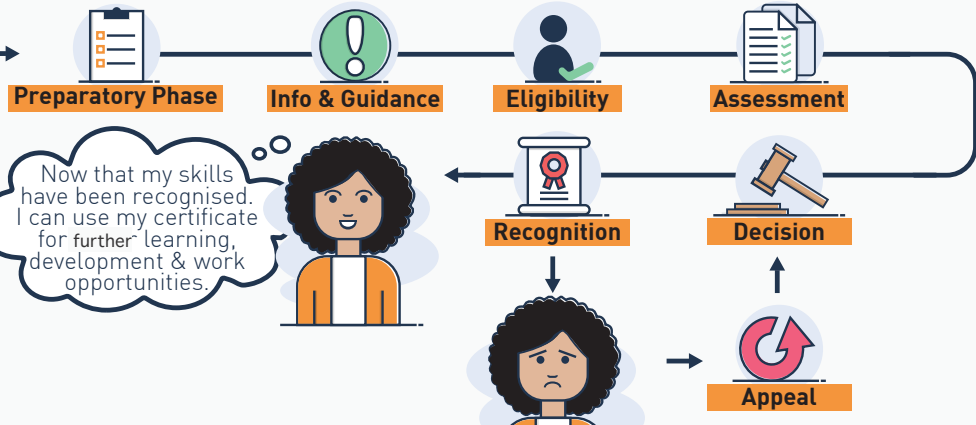 Preparatory Phase
Info & Guidance
Eligibility
Assessment
Now that my skills
have been recognised.
I can use my certificate
for further learning,
development & work
opportunities.
Recognition
Decision
Appeal